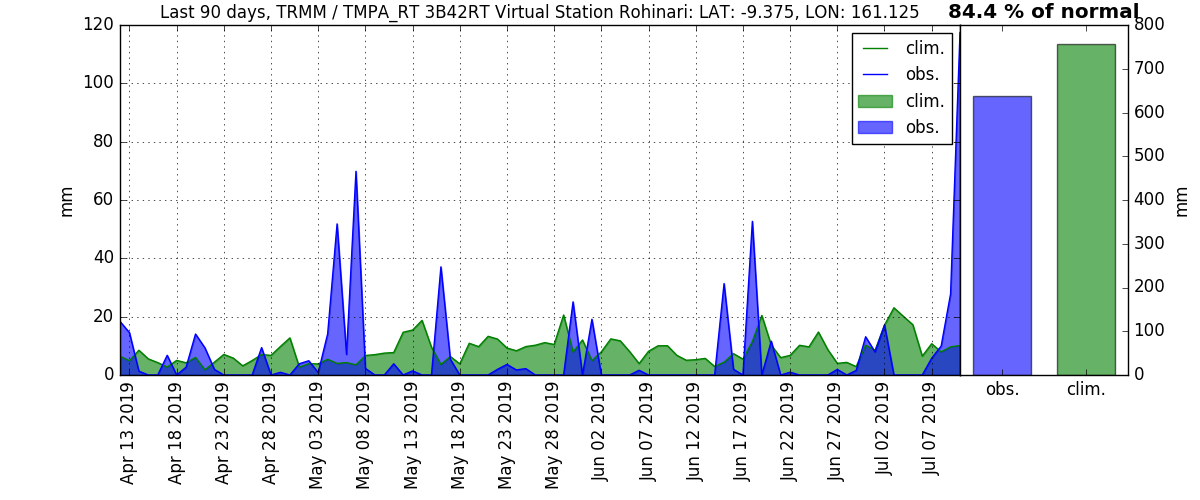 Last 90 days, TRMM / TMPA_RT 3B42RT Virtual Station Rohinari: LAT: -9.375, LON: 161.125
84.4 % of normal
120
100
80
60
40
20
0
mm
clim.
obs.
clim.
obs.
800
700
600
500
400
300
200
100
0
mm
Apr 13 2019
Apr 18 2019
Apr 23 2019
Apr 28 2019
May 03 2019
May 08 2019
May 13 2019
May 18 2019
May 23 2019
May 28 2019
Jun 02 2019
Jun 07 2019
Jun 12 2019
Jun 17 2019
Jun 22 2019
Jun 27 2019
Jul 02 2019
Jul 07 2019
obs.
clim.